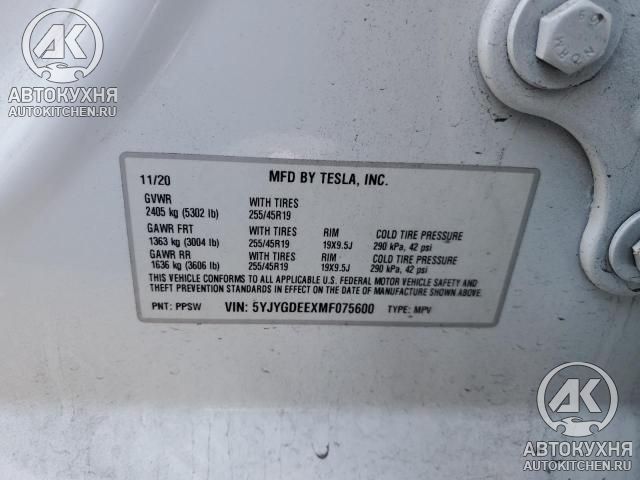 АК
АВТОКУХНЯ
AUTOKITCHEN.RU
NDR4
11/20 MFD BY TESLA, INC.
GVWR WITH TIRES
2405 kg (5302 lb) 255/45R19
GAWR FRT WITH TIRES RIM COLD TIRE PRESSURE
1363 kg (3004 lb) 255/45R19 19X9.5J 290 kPa, 42 psi
GAWR RR WITH TIRES RIM COLD TIRE PRESSURE
1636 kg (3606 lb) 255/45R19 19X9.5J 290 kPa, 42 psi
THIS VEHICLE CONFORMS TO ALL APPLICABLE U.S. FEDERAL MOTOR VEHICLE SAFETY AND
THEFT PREVENTION STANDARDS IN EFFECT ON THE DATE OF MANUFACTURE SHOWN ABOVE.
PNT: PPSW VIN: 5YJYGDEEXMF075600 TYPE: MPV
АК
АВТОКУХНЯ
AUTOKITCHEN.RU